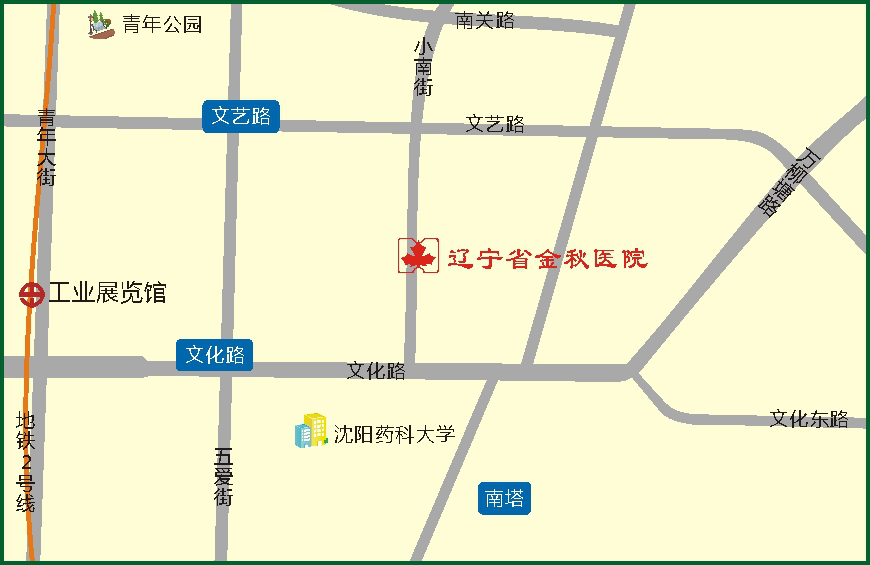 青年公园
南关路
小南街
青年大街
文艺路
文艺路
万柳塘路
辽宁省金秋医院
工业展览馆
文化路
文化路
地铁2号线
五爱街
沈阳药科大学
文化东路
南塔